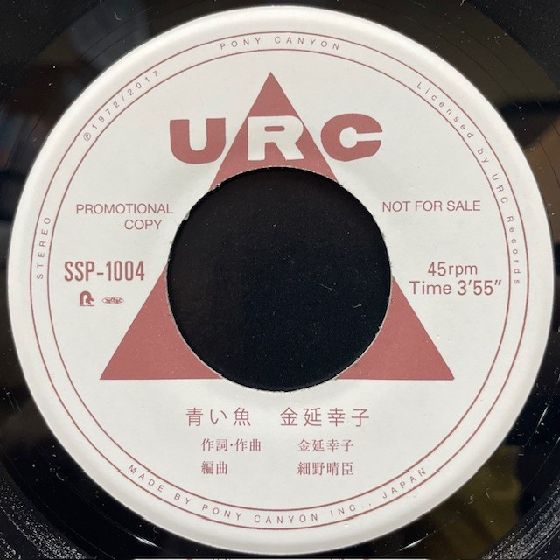 PONY CANYON
℗1972/2017
Licensed by URC Records
URC
PROMOTIONAL
COPY
NOT FOR SALE
STEREO
SSP-1004
45rpm
Time 3'55"
青い魚 金延幸子
作詞・作曲 金延幸子
編曲 細野晴臣
MADE BY PONY CANYON INC., JAPAN